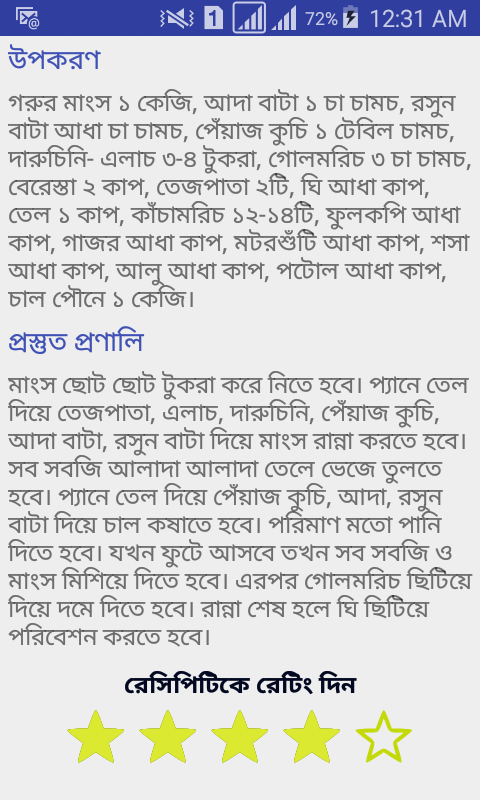 1 72% 12:31 AM
উপকরণ
গরুর মাংস ১ কেজি, আদা বাটা ১ চা চামচ, রসুন
বাটা আধা চা চামচ, পেঁয়াজ কুচি ১ টেবিল চামচ,
দারুচিনি- এলাচ ৩-৪ টুকরা, গোলমরিচ ৩ চা চামচ,
বেরেস্তা ২ কাপ, তেজপাতা ২টি, ঘি আধা কাপ,
তেল ১ কাপ, কাঁচামরিচ ১২-১৪টি, ফুলকপি আধা
কাপ, গাজর আধা কাপ, মটরশুঁটি আধা কাপ, শসা
আধা কাপ, আলু আধা কাপ, পটোল আধা কাপ,
চাল পৌনে ১ কেজি।
প্রস্তুত প্রণালি
মাংস ছোট ছোট টুকরা করে নিতে হবে। প্যানে তেল
দিয়ে তেজপাতা, এলাচ, দারুচিনি, পেঁয়াজ কুচি,
আদা বাটা, রসুন বাটা দিয়ে মাংস রান্না করতে হবে।
সব সবজি আলাদা আলাদা তেলে ভেজে তুলতে
হবে। প্যানে তেল দিয়ে পেঁয়াজ কুচি, আদা, রসুন
বাটা দিয়ে চাল কষাতে হবে। পরিমাণ মতো পানি
দিতে হবে। যখন ফুটে আসবে তখন সব সবজি ও
মাংস মিশিয়ে দিতে হবে। এরপর গোলমরিচ ছিটিয়ে
দিয়ে দমে দিতে হবে। রান্না শেষ হলে ঘি ছিটিয়ে
পরিবেশন করতে হবে।
রেসিপিটিকে রেটিং দিন